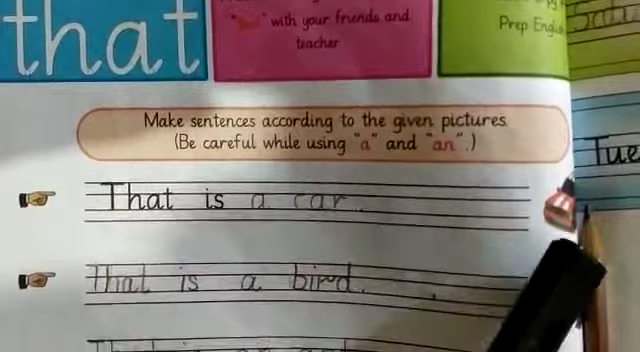 that
with your friends and
teacher
Prep English
Make sentences according to the given pictures.
(Be careful while using "a" and "an".)
Tue
That is a car.
That is a bird.